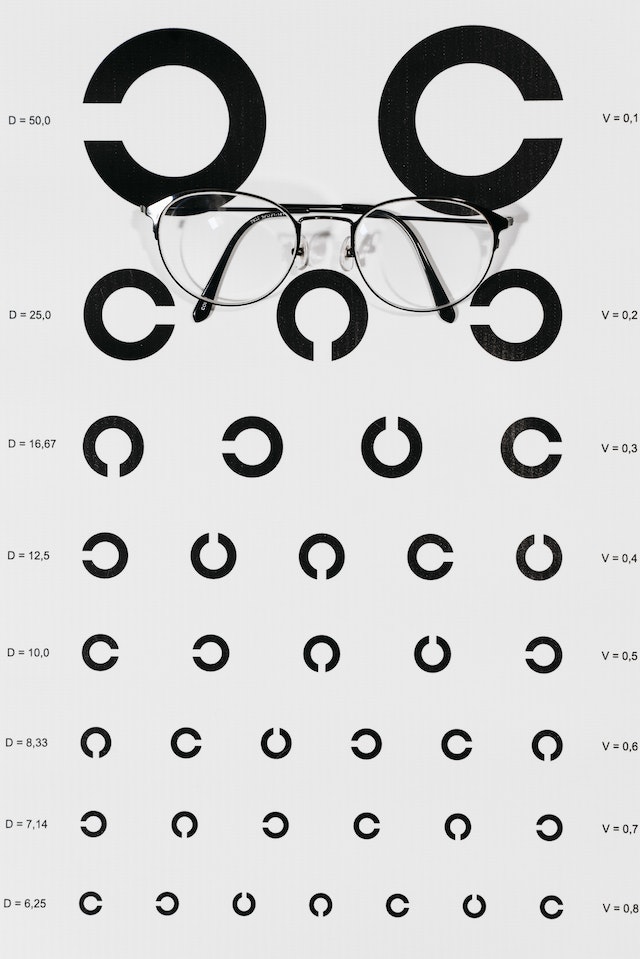 D = 50,0 V = 0,1
D = 25,0 V = 0,2
D = 16,67 V = 0,3
D = 12,5 V = 0,4
D = 10,0 V = 0,5
D = 8,33 V = 0,6
D = 7,14 V = 0,7
D = 6,25 V = 0,8